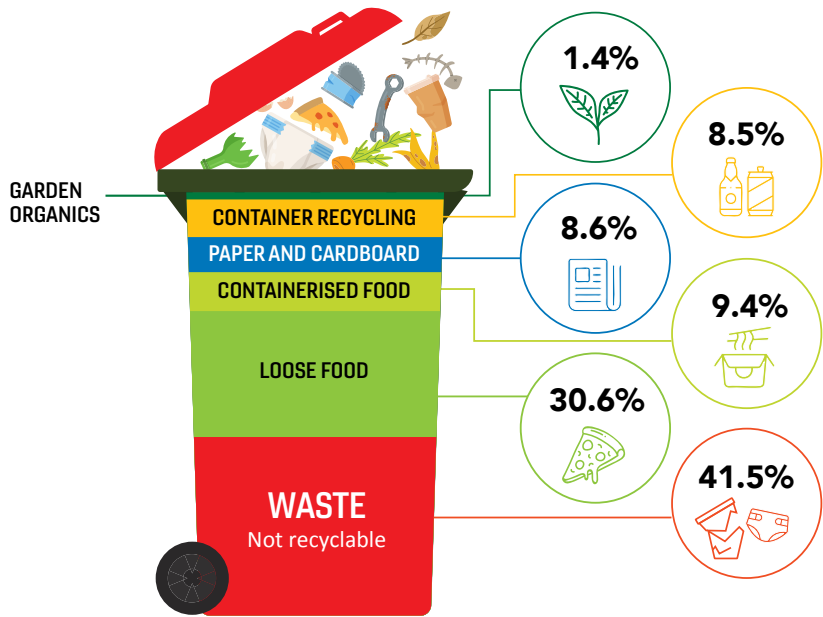 1.4%
8.5%
GARDEN
ORGANICS
CONTAINER RECYCLING
8.6%
PAPER AND CARDBOARD
CONTAINERISED FOOD
9.4%
LOOSE FOOD
30.6%
41.5%
WASTE
Not recyclable